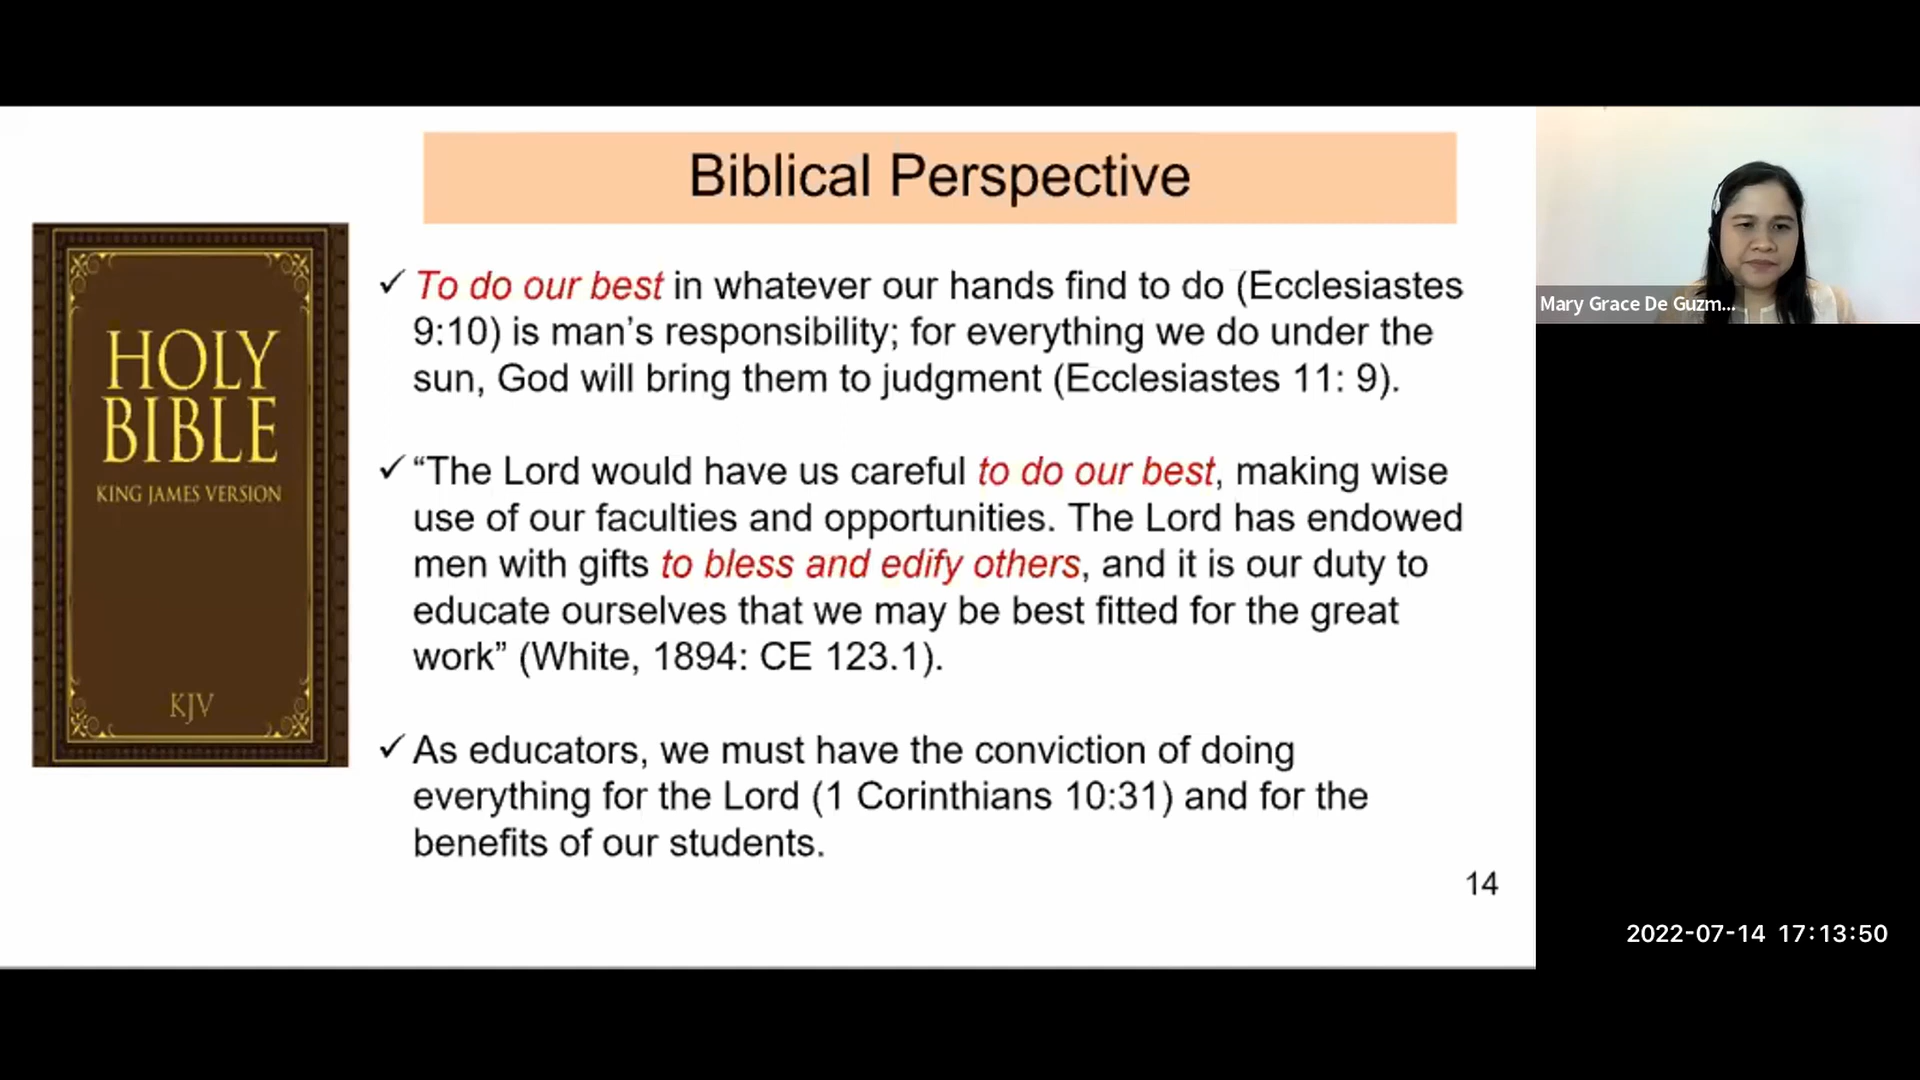 Biblical Perspective
HOLY
BIBLE
KING JAMES VERSION
KJV
✓ To do our best in whatever our hands find to do (Ecclesiastes
9:10) is man’s responsibility; for everything we do under the
sun, God will bring them to judgment (Ecclesiastes 11: 9).
✓ “The Lord would have us careful to do our best, making wise
use of our faculties and opportunities. The Lord has endowed
men with gifts to bless and edify others, and it is our duty to
educate ourselves that we may be best fitted for the great
work” (White, 1894: CE 123.1).
✓ As educators, we must have the conviction of doing
everything for the Lord (1 Corinthians 10:31) and for the
benefits of our students.
14
Mary Grace De Guzm...
2022-07-14 17:13:50